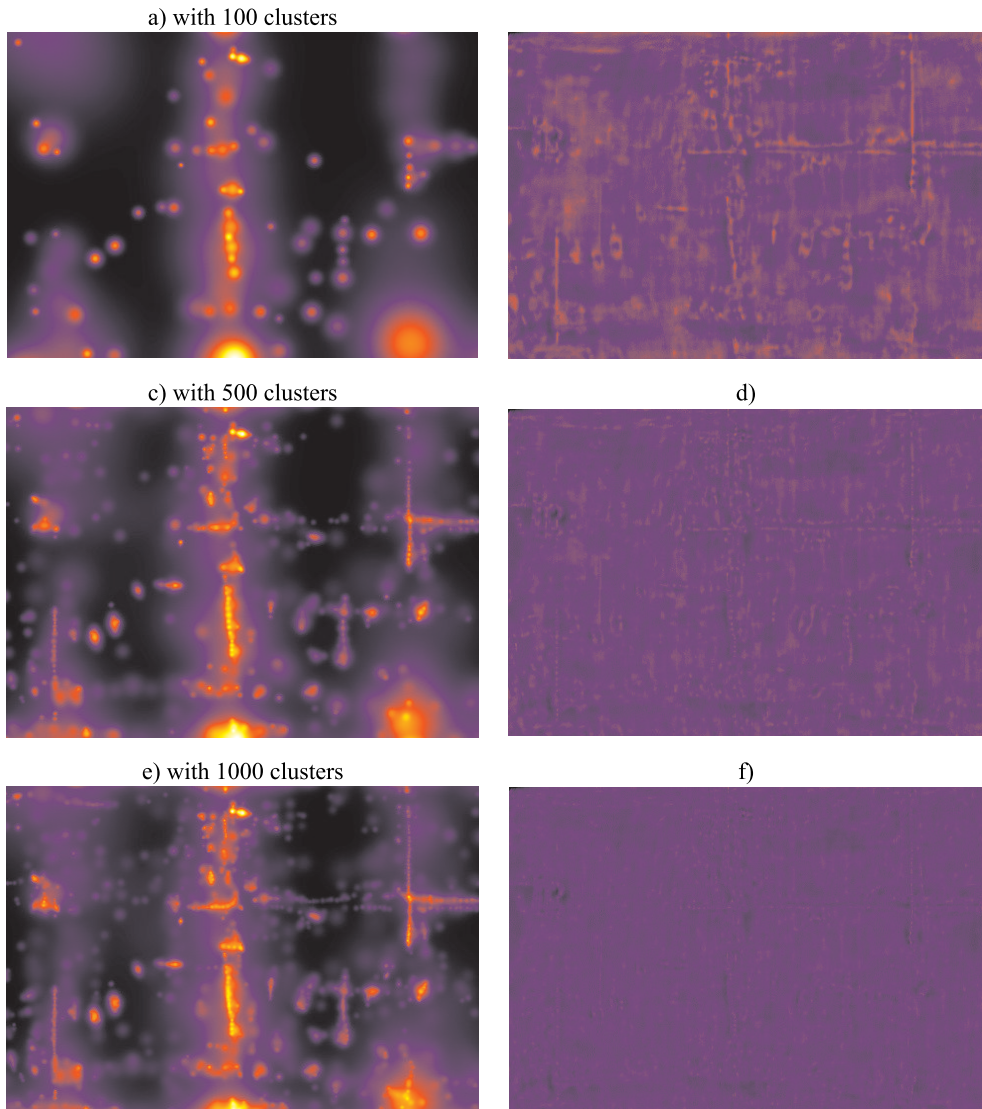 a) with 100 clusters
c) with 500 clusters
d)
e) with 1000 clusters
f)